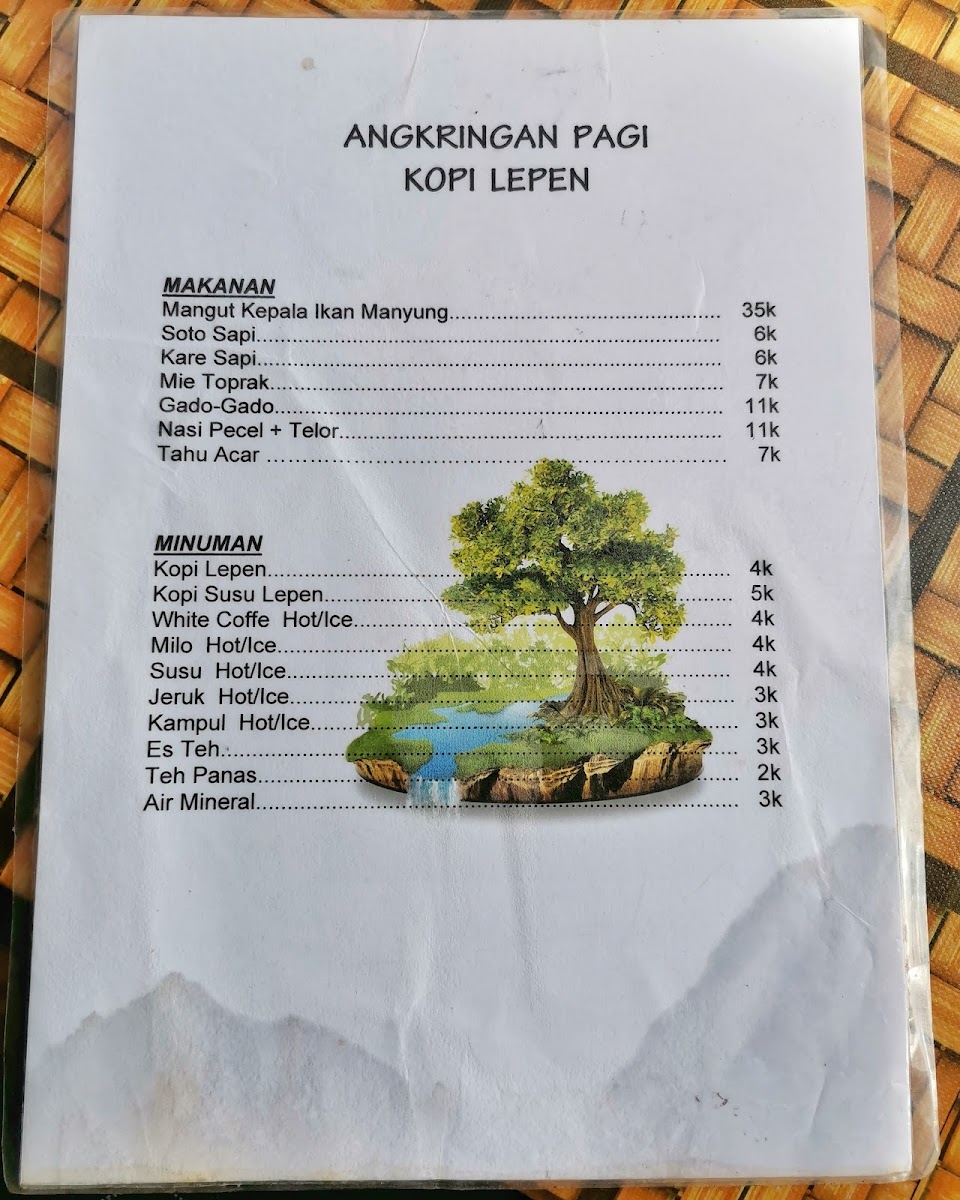 ANGKRINGAN PAGI
KOPI LEPEN
MAKANAN
Mangut Kepala Ikan Manyung.......................................... 35k
Soto Sapi........................................................................ 6k
Kare Sapi........................................................................ 6k
Mie Toprak...................................................................... 7k
Gado-Gado..................................................................... 11k
Nasi Pecel + Telor........................................................... 11k
Tahu Acar ....................................................................... 7k
MINUMAN
Kopi Lepen...................................................................... 4k
Kopi Susu Lepen............................................................. 5k
White Coffe  Hot/Ice......................................................... 4k
Milo  Hot/Ice..................................................................... 4k
Susu  Hot/Ice................................................................... 4k
Jeruk  Hot/Ice................................................................... 3k
Kampul  Hot/Ice................................................................ 3k
Es Teh.............................................................................. 3k
Teh Panas........................................................................ 2k
Air Mineral........................................................................ 3k